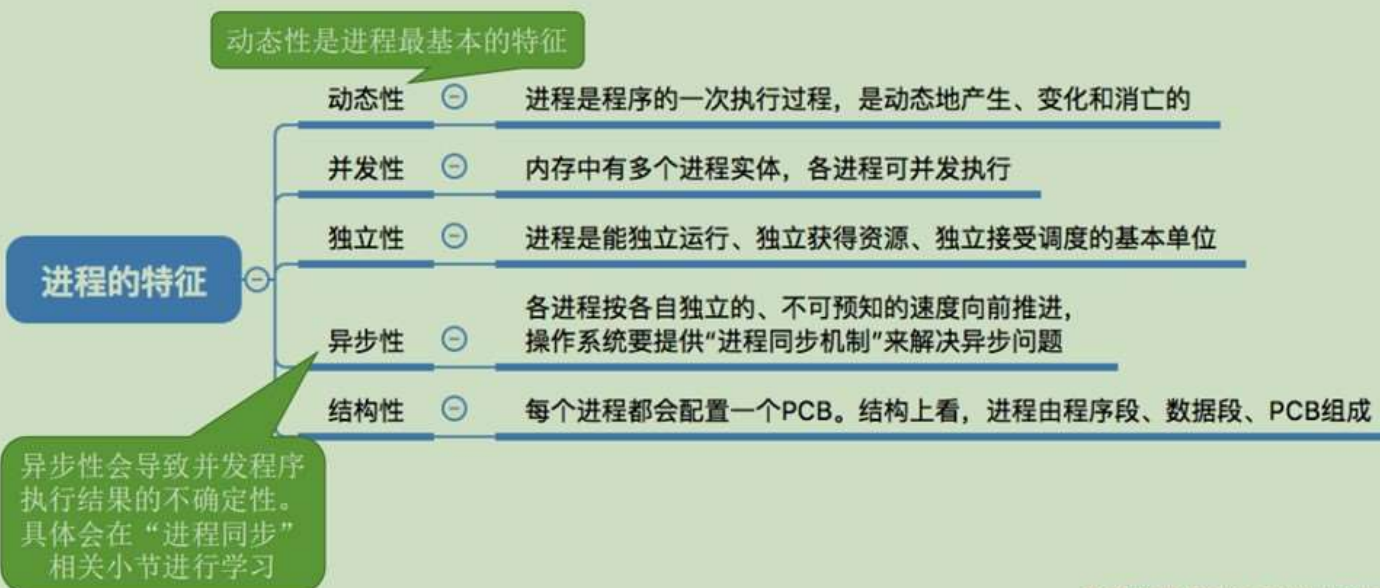 动态性是进程最基本的特征
动态性
进程是程序的一次执行过程，是动态地产生、变化和消亡的
并发性
内存中有多个进程实体，各进程可并发执行
独立性
进程是能独立运行、独立获得资源、独立接受调度的基本单位
进程的特征
异步性
各进程按各自独立的、不可预知的速度向前推进，
操作系统要提供“进程同步机制”来解决异步问题
结构性
每个进程都会配置一个PCB。结构上看，进程由程序段、数据段、PCB组成
异步性会导致并发程序
执行结果的不确定性。
具体会在“进程同步”
相关小节进行学习